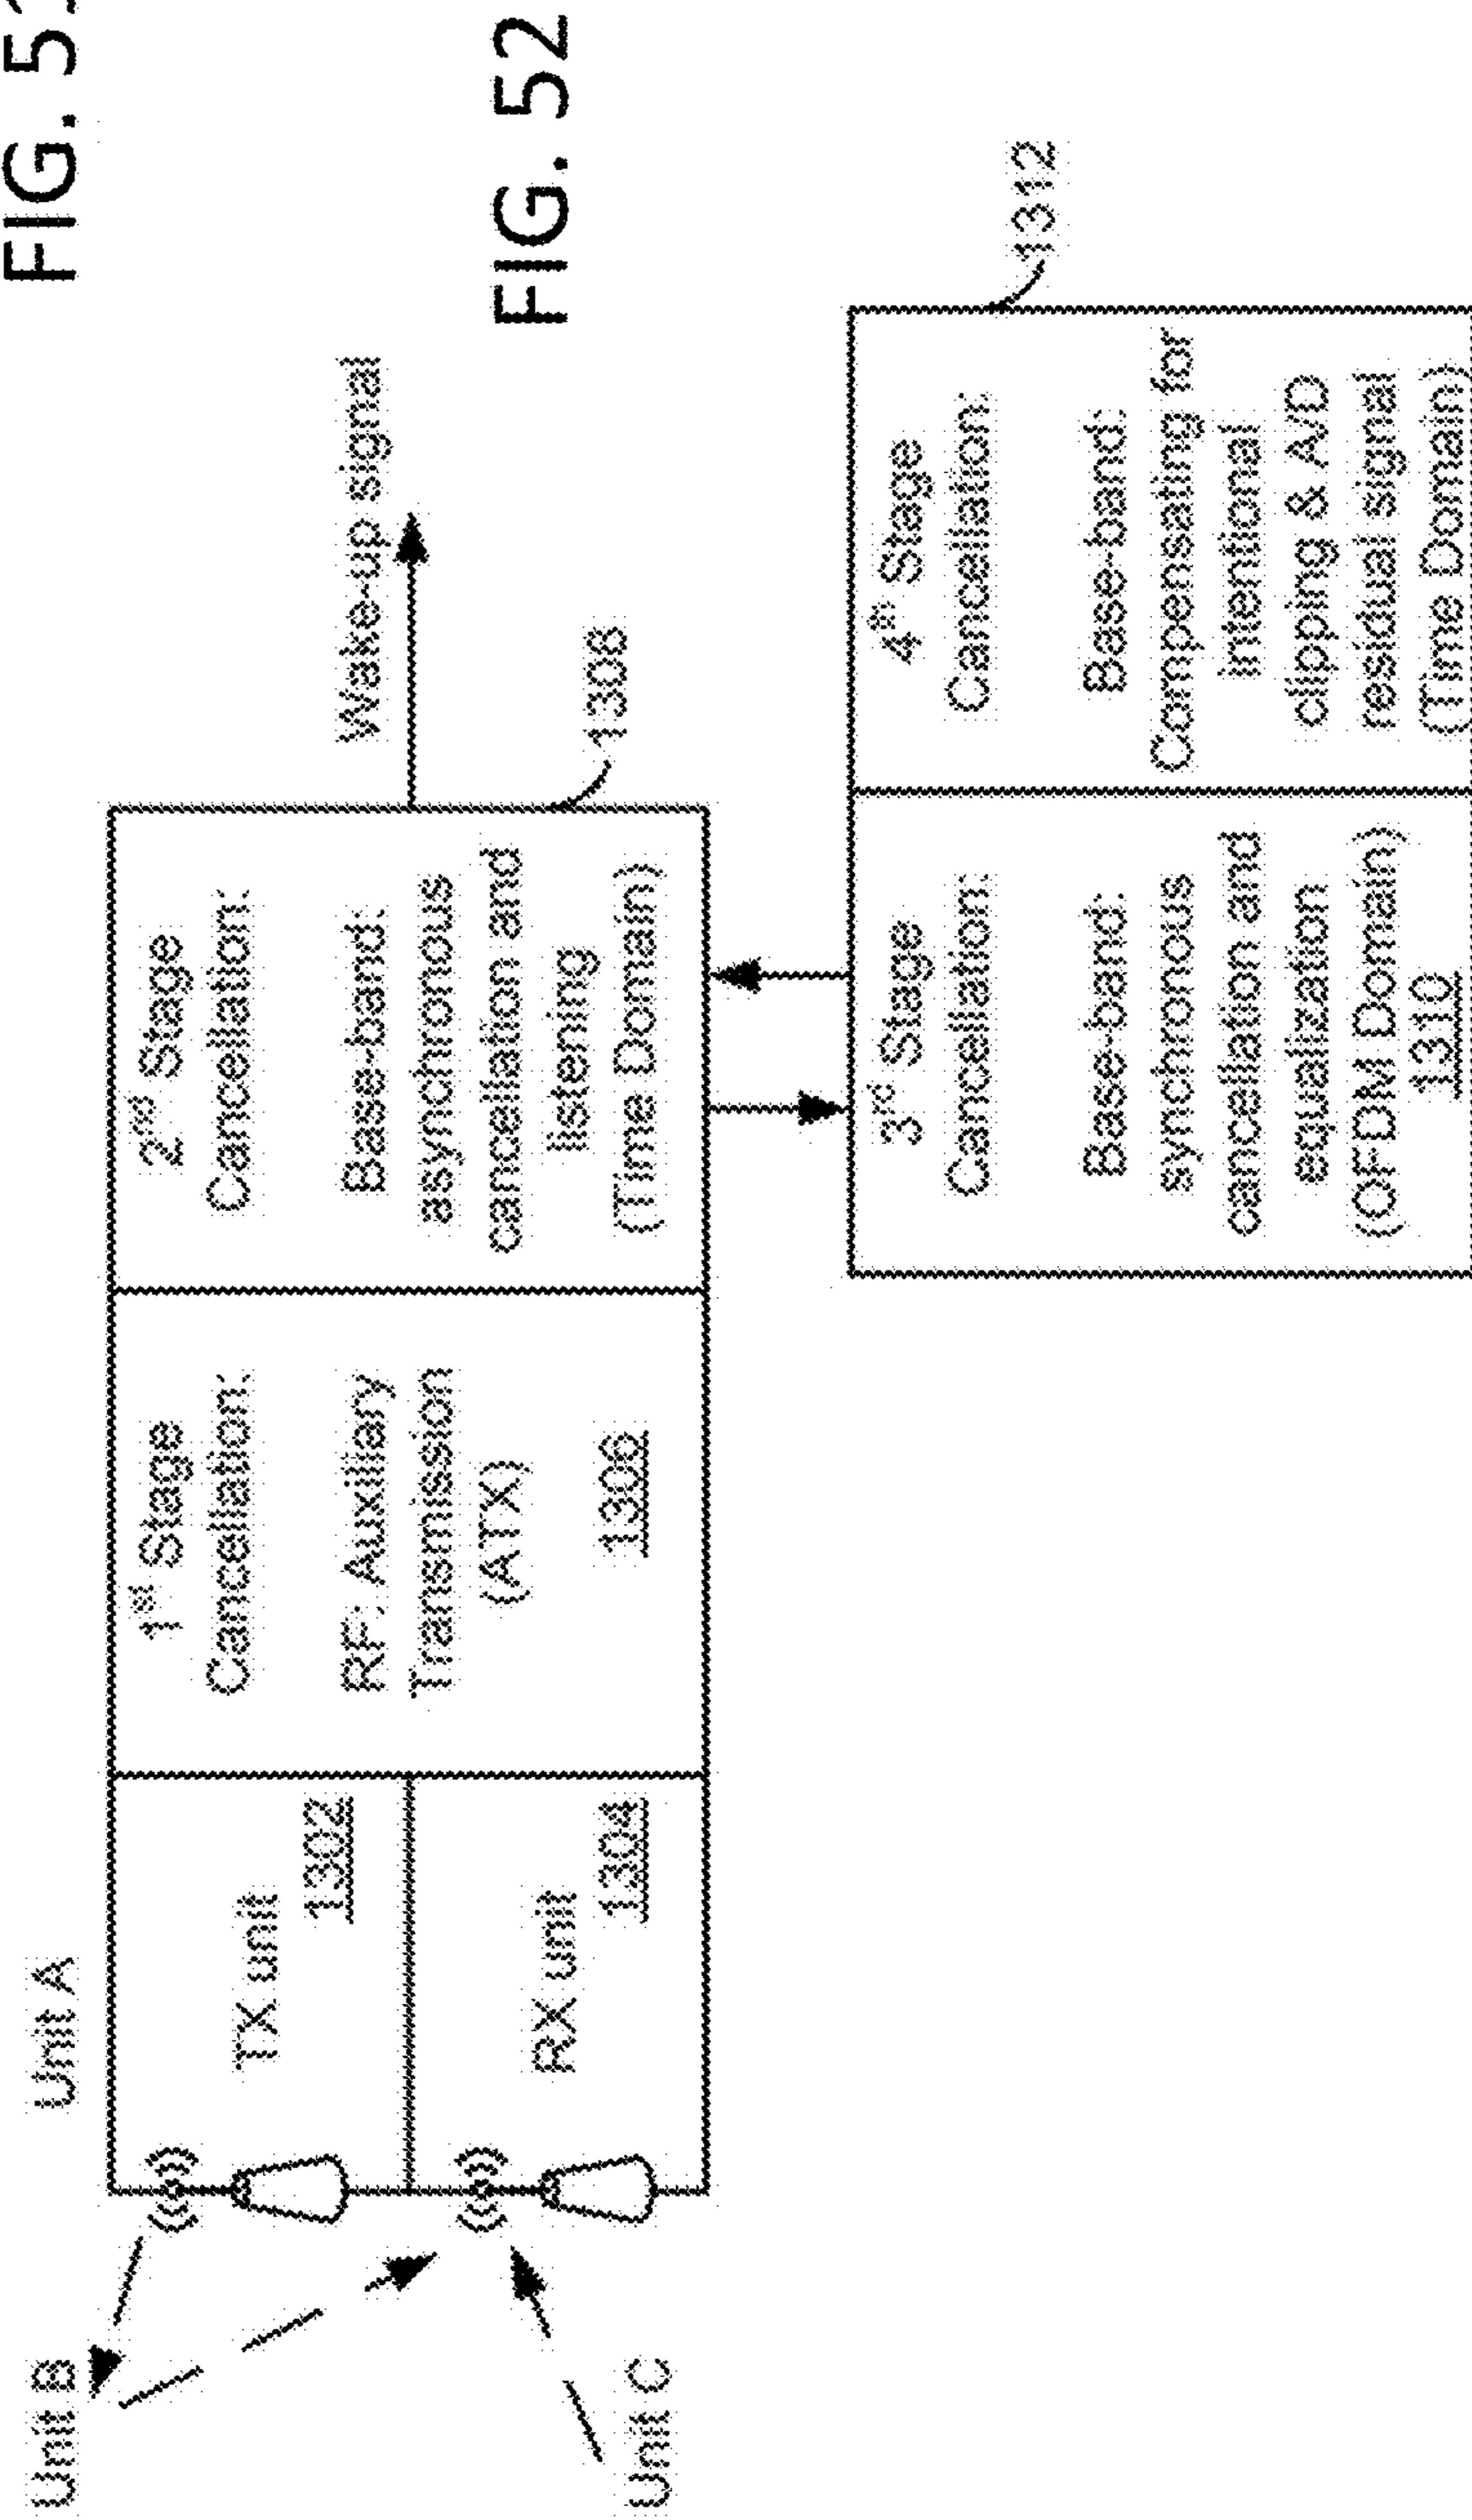 FIG. 51
FIG. 52
Unit A
Unit B
Unit C
TX unit
1302
RX unit
1304
1st Stage
Cancellation:
RF: Auxiliary
Transmission
(ATX)
1306
2nd Stage
Cancellation:
Base-band:
asynchronous
cancellation and
listening
(Time Domain)
1308
Wake-up signal
3rd Stage
Cancellation:
Base-band:
synchronous
cancellation and
equalization
(OFDM Domain)
1310
4th Stage
Cancellation:
Base-band:
Compensating for
intentional
clipping & A/D
residual signal
(Time Domain)
1312